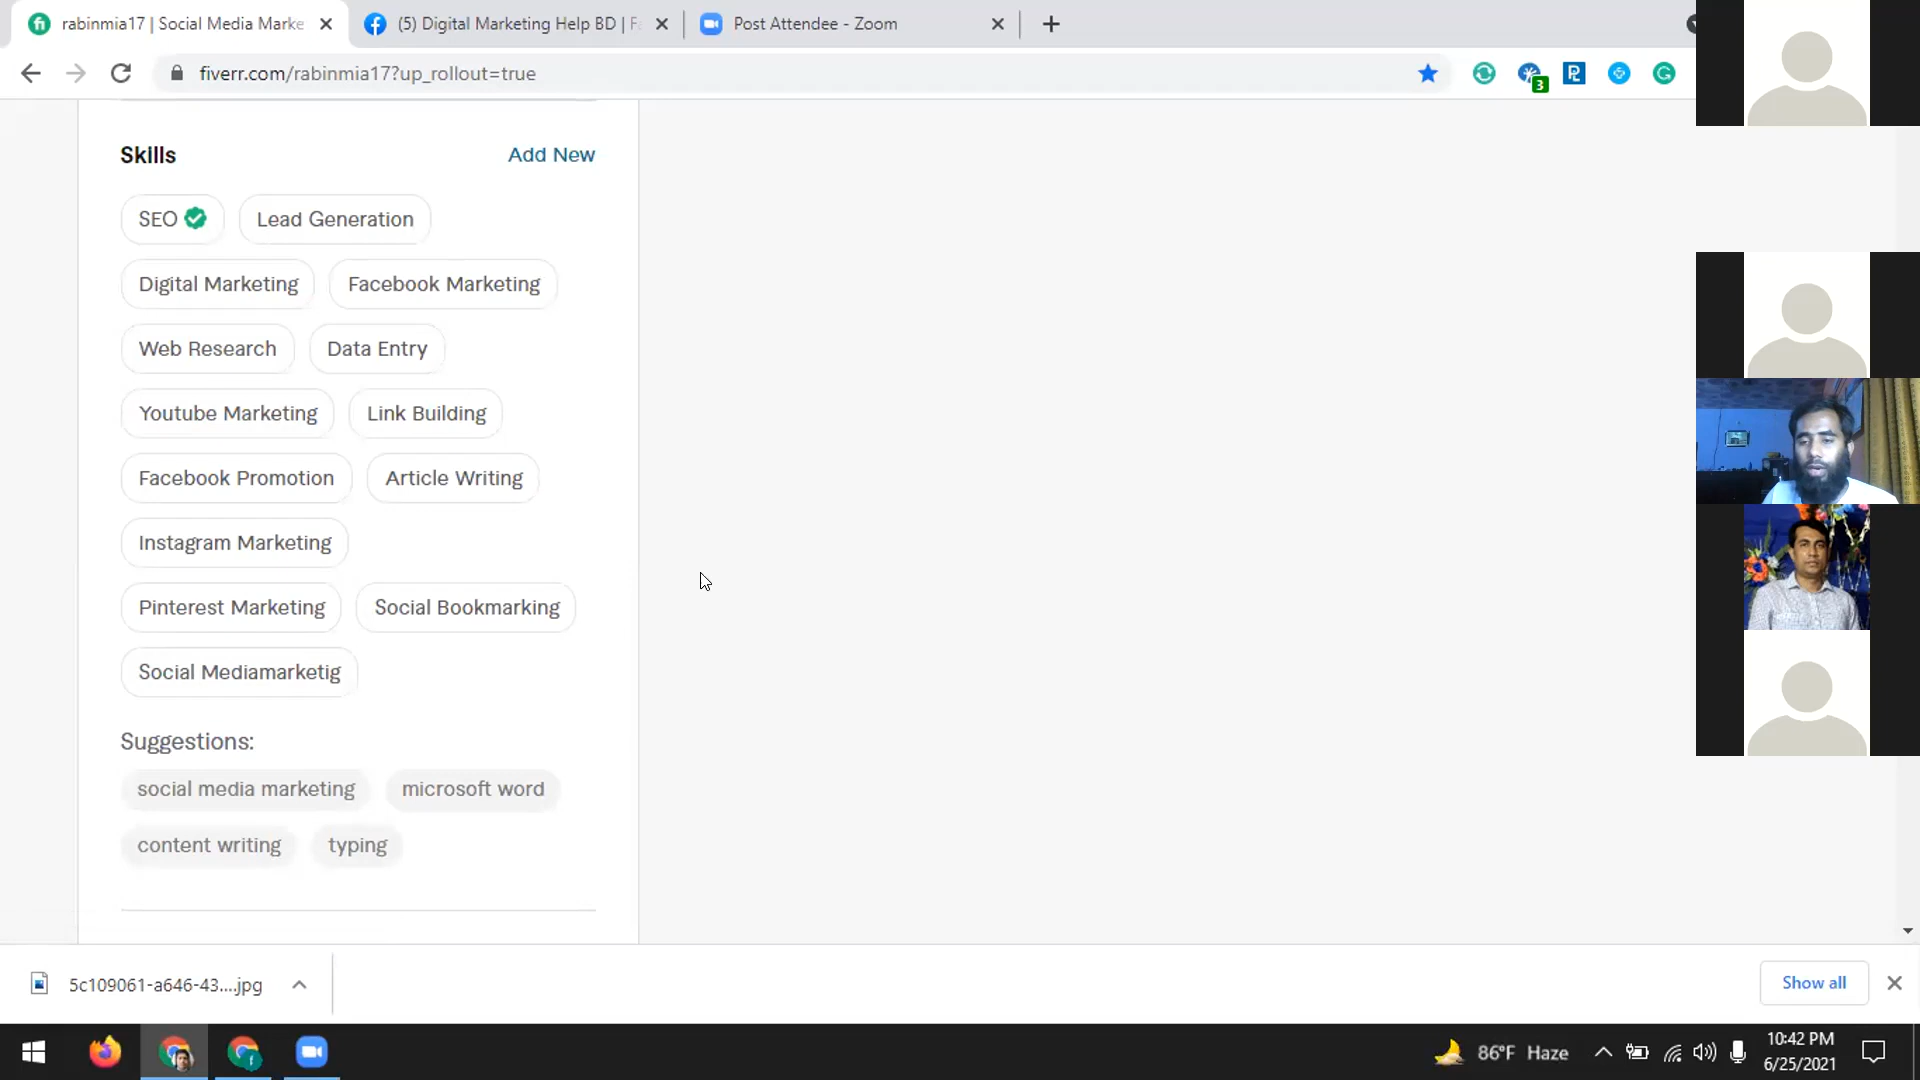 rabinmia17 | Social Media Marke
(5) Digital Marketing Help BD | Fa
Post Attendee - Zoom
fiverr.com/rabinmia17?up_rollout=true
3
Skills
Add New
SEO
Lead Generation
Digital Marketing
Facebook Marketing
Web Research
Data Entry
Youtube Marketing
Link Building
Facebook Promotion
Article Writing
Instagram Marketing
Pinterest Marketing
Social Bookmarking
Social Mediamarketig
Suggestions:
social media marketing
microsoft word
content writing
typing
5c109061-a646-43....jpg
Show all
86°F Haze
10:42 PM
6/25/2021